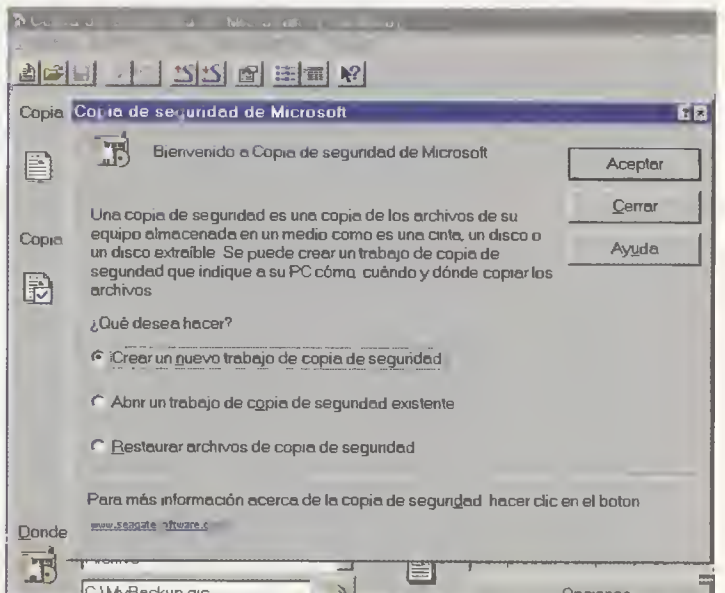 Copia de seguridad de Microsoft
Copia
Bienvenido a Copia de seguridad de Microsoft
Aceptar
Cerrar
Ayuda
Una copia de seguridad es una copia de los archivos de su
equipo almacenada en un medio como es una cinta, un disco o
un disco extraíble. Se puede crear un trabajo de copia de
seguridad que indique a su PC cómo, cuándo y dónde copiar los
archivos
Copia
¿Qué desea hacer?
Crear un nuevo trabajo de copia de seguridad
Abrir un trabajo de copia de seguridad existente
Restaurar archivos de copia de seguridad
Para más información acerca de la copia de seguridad hacer clic en el boton
Donde
Archivo
C:\MyBackup.qic
Opciones